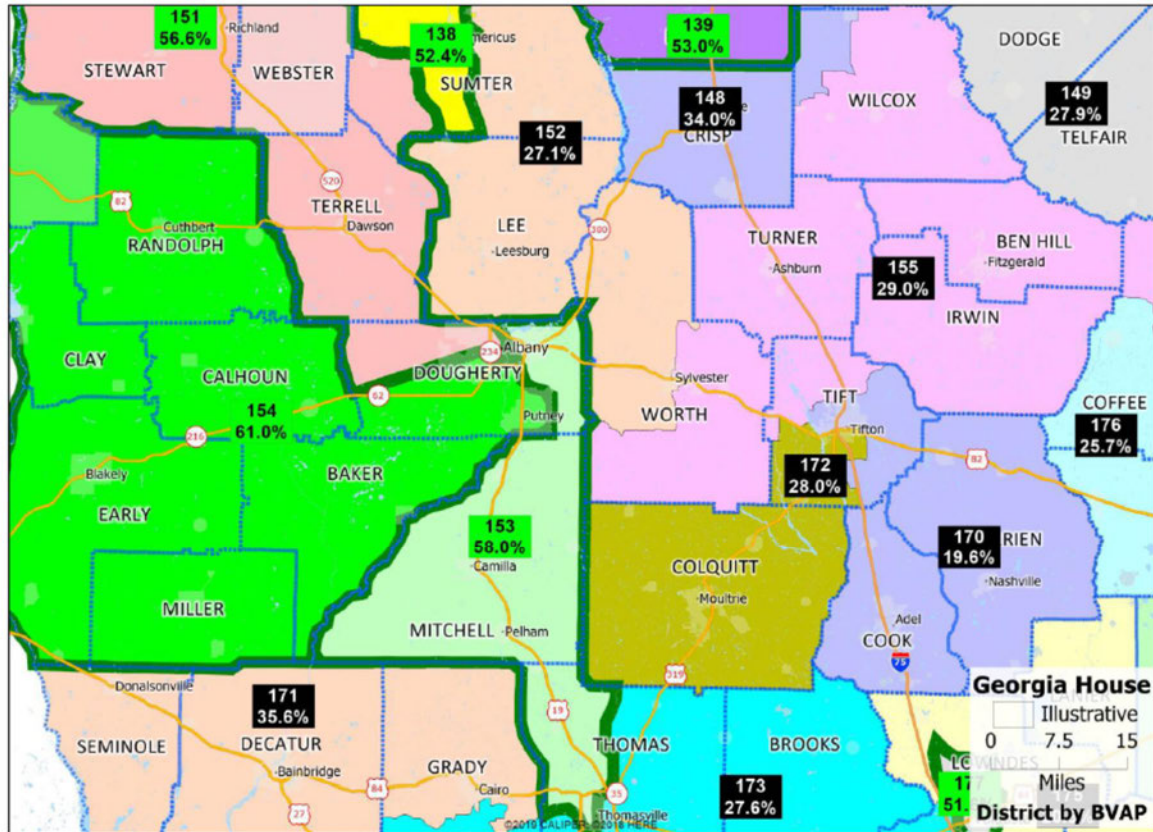 151
56.6%
Richland
138
52.4%
mericus
139
53.0%
DODGE
STEWART
WEBSTER
SUMTER
148
34.0%
CRISP
WILCOX
149
27.9%
TELFAIR
152
27.1%
520
82
Cuthbert
RANDOLPH
TERRELL
Dawson
LEE
Leesburg
300
TURNER
Ashburn
BEN HILL
Fitzgerald
155
29.0%
IRWIN
CLAY
CALHOUN
234
Albany
DOUGHERTY
62
Putney
Sylvester
WORTH
TIFT
Tifton
COFFEE
176
25.7%
154
61.0%
216
Blakely
BAKER
EARLY
172
28.0%
82
153
58.0%
Camilla
COLQUITT
Moultrie
170
19.6%
RIEN
Nashville
MILLER
MITCHELL
Pelham
Adel
COOK
75
319
Donalsonville
171
35.6%
SEMINOLE
DECATUR
Bainbridge
GRADY
Cairo
84
27
19
THOMAS
BROOKS
35
Thomasville
173
27.6%
Georgia House
Illustrative
0 7.5 15
Miles
District by BVAP
LANIER
LOWNDES
51.
175
©2019 CALIPER; ©2018 HERE